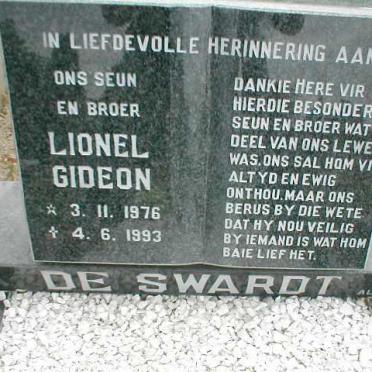 IN LIEFDEVOLLE HERINNERING AAN
ONS SEUN
EN BROER
LIONEL
GIDEON
☆ 3. 11. 1976
✝ 4. 6. 1993
DANKIE HERE VIR
HIERDIE BESONDER
SEUN EN BROER WAT
DEEL VAN ONS LEWE
WAS. ONS SAL HOM VI
ALTYD EN EWIG
ONTHOU. MAAR ONS
BERUS BY DIE WETE
DAT HY NOU VEILIG
BY IEMAND IS WAT HOM
BAIE LIEF HET.
DE SWARDT